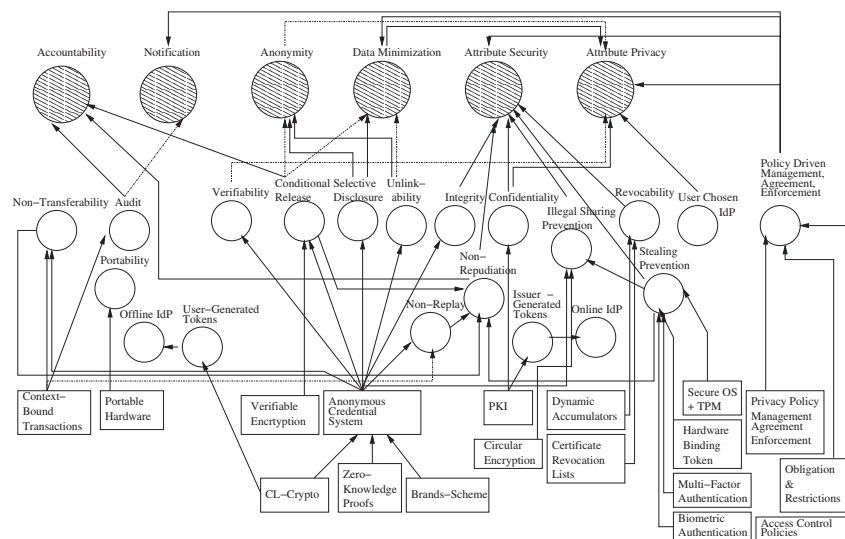 Accountability
Notification
Anonymity
Data Minimization
Attribute Security
Attribute Privacy
Policy Driven
Management,
Agreement,
Enforcement
Verifiability
Conditional
Release
Selective
Disclosure
Unlink-
ability
Integrity
Confidentiality
Illegal Sharing
Prevention
Revocability
User Chosen
IdP
Non-Transferability
Audit
Portability
Offline IdP
User-Generated
Tokens
Non-Replay
Non-
Repudiation
Issuer -
Generated
Tokens
Online IdP
Stealing
Prevention
Context-
Bound
Transactions
Portable
Hardware
Verifiable
Encrtyption
Anonymous
Credential
System
PKI
Dynamic
Accumulators
Secure OS
+ TPM
Privacy Policy
Management
Agreement
Enforcement
Circular
Encryption
Certificate
Revocation
Lists
Hardware
Binding
Token
Obligation
&
Restrictions
CL-Crypto
Zero-
Knowledge
Proofs
Brands-Scheme
Multi-Factor
Authentication
Biometric
Authentication
Access Control
Policies